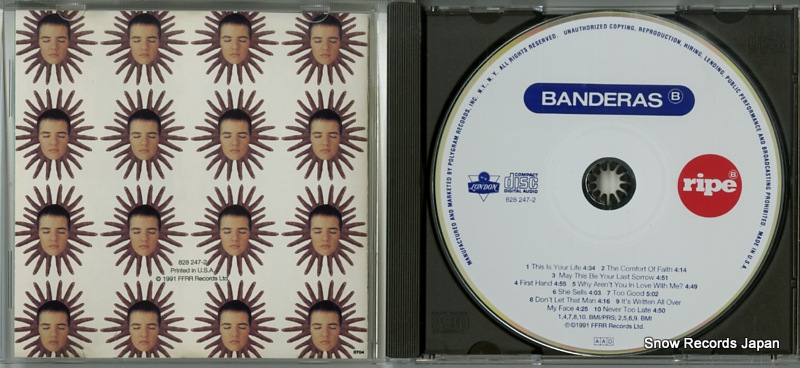 828 247-2
Printed in U.S.A.
© 1991 FFRR Records Ltd.
0704
MANUFACTURED AND MARKETED BY POLYGRAM RECORDS, INC. N.Y., N.Y. ALL RIGHTS RESERVED. UNAUTHORIZED COPYING, REPRODUCTION, HIRING, LENDING, PUBLIC PERFORMANCE AND BROADCASTING PROHIBITED. MADE IN U.S.A.
BANDERAS B
LONDON
COMPACT
disc
DIGITAL AUDIO
828 247-2
ripe B
1 This Is Your Life 4:34 2 The Comfort Of Faith 4:14
3 May This Be Your Last Sorrow 4:51
4 First Hand 4:55 5 Why Aren't You In Love With Me? 4:49
6 She Sells 4:03 7 Too Good 5:02
8 Don't Let That Man 4:16 9 It's Written All Over
My Face 4:25 10 Never Too Late 4:50
1,4,7,8,10, BMI/PRS, 2,5,6,9, BMI
℗©1991 FFRR Records Ltd.
AAD
Snow Records Japan